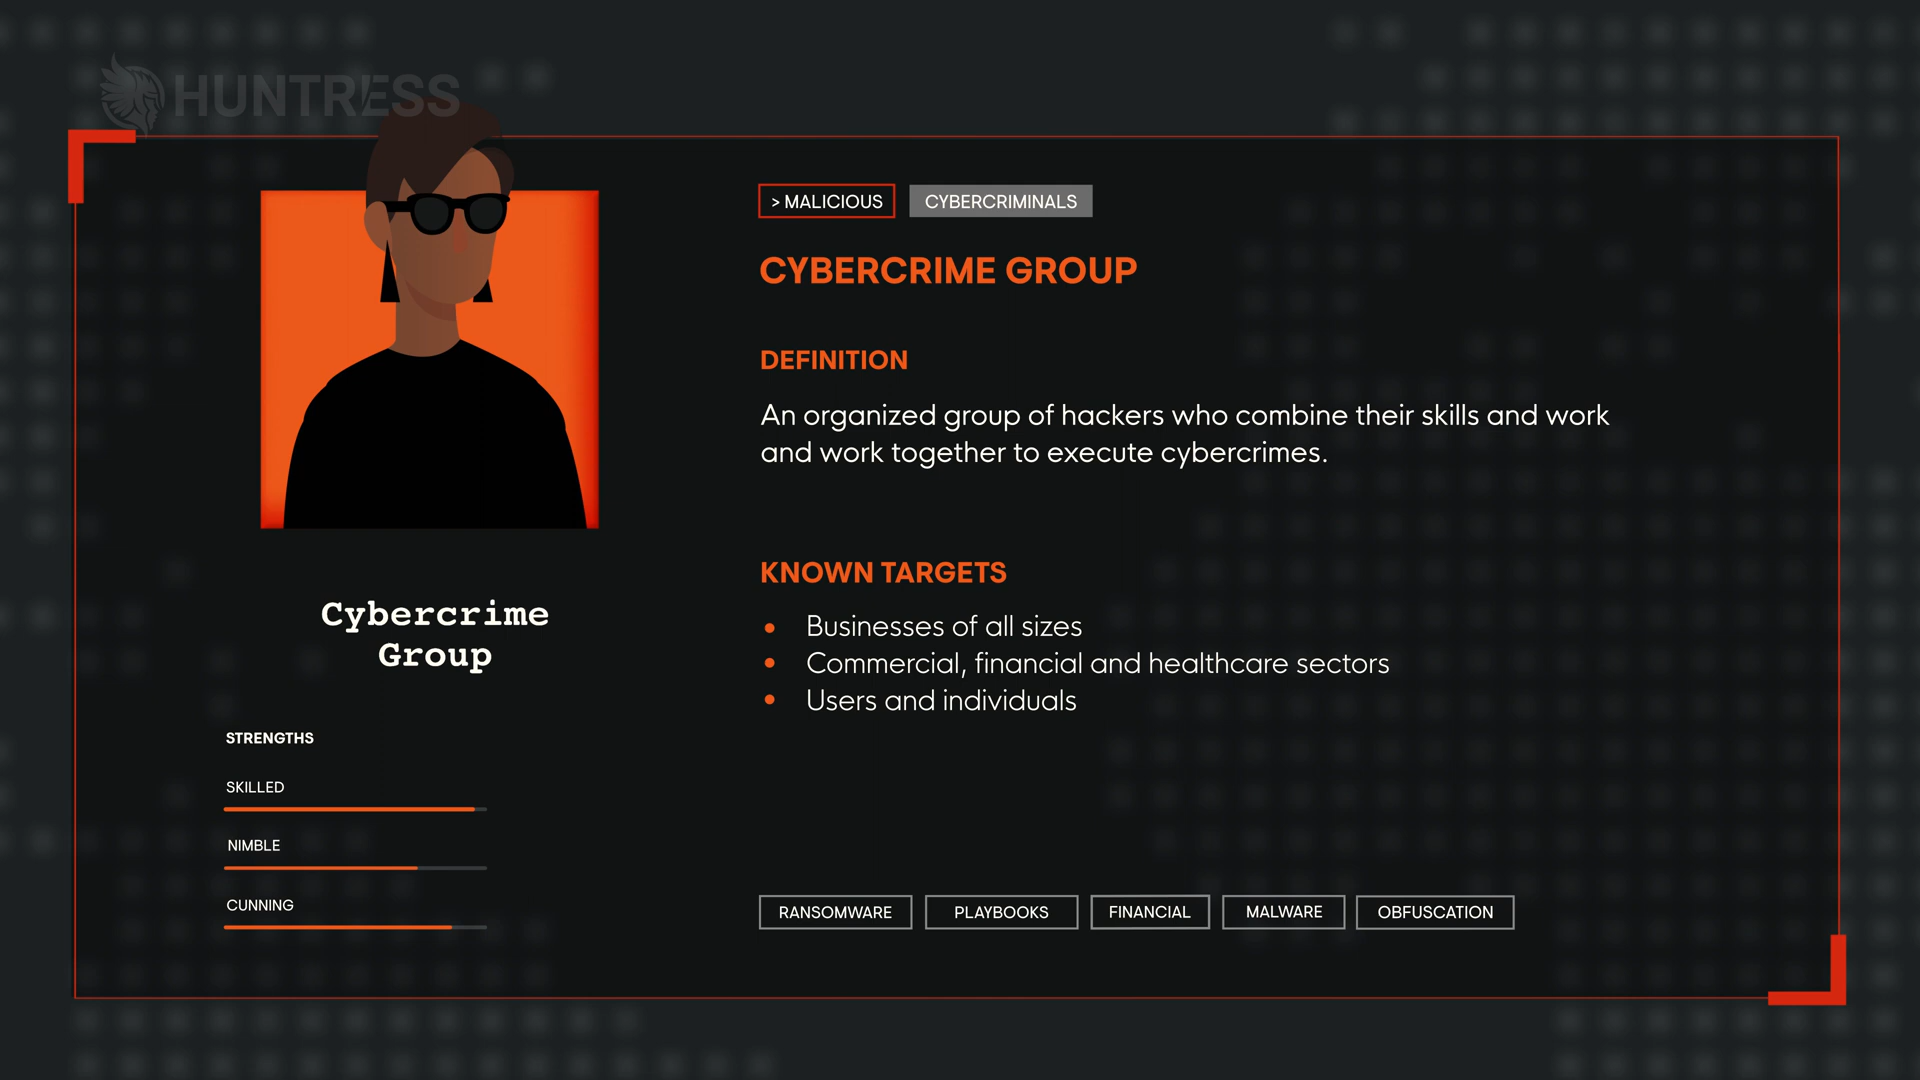 HUNTRESS
> MALICIOUS
CYBERCRIMINALS
CYBERCRIME GROUP
DEFINITION
An organized group of hackers who combine their skills and work
and work together to execute cybercrimes.
KNOWN TARGETS
• Businesses of all sizes
• Commercial, financial and healthcare sectors
• Users and individuals
RANSOMWARE
PLAYBOOKS
FINANCIAL
MALWARE
OBFUSCATION
Cybercrime
Group
STRENGTHS
SKILLED
NIMBLE
CUNNING